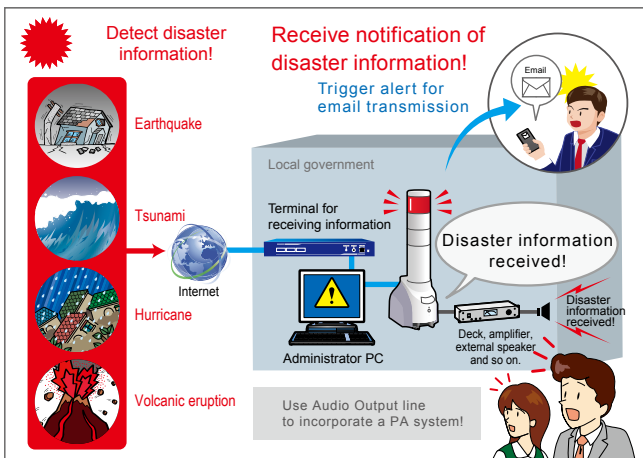 Detect disaster
information!
Receive notification of
disaster information!
Trigger alert for
email transmission
Email
Earthquake
Tsunami
Hurricane
Volcanic eruption
Internet
Local government
Terminal for
receiving information
Administrator PC
Disaster information
received!
Deck, amplifier,
external speaker
and so on.
Disaster
information
received!
Use Audio Output line
to incorporate a PA system!